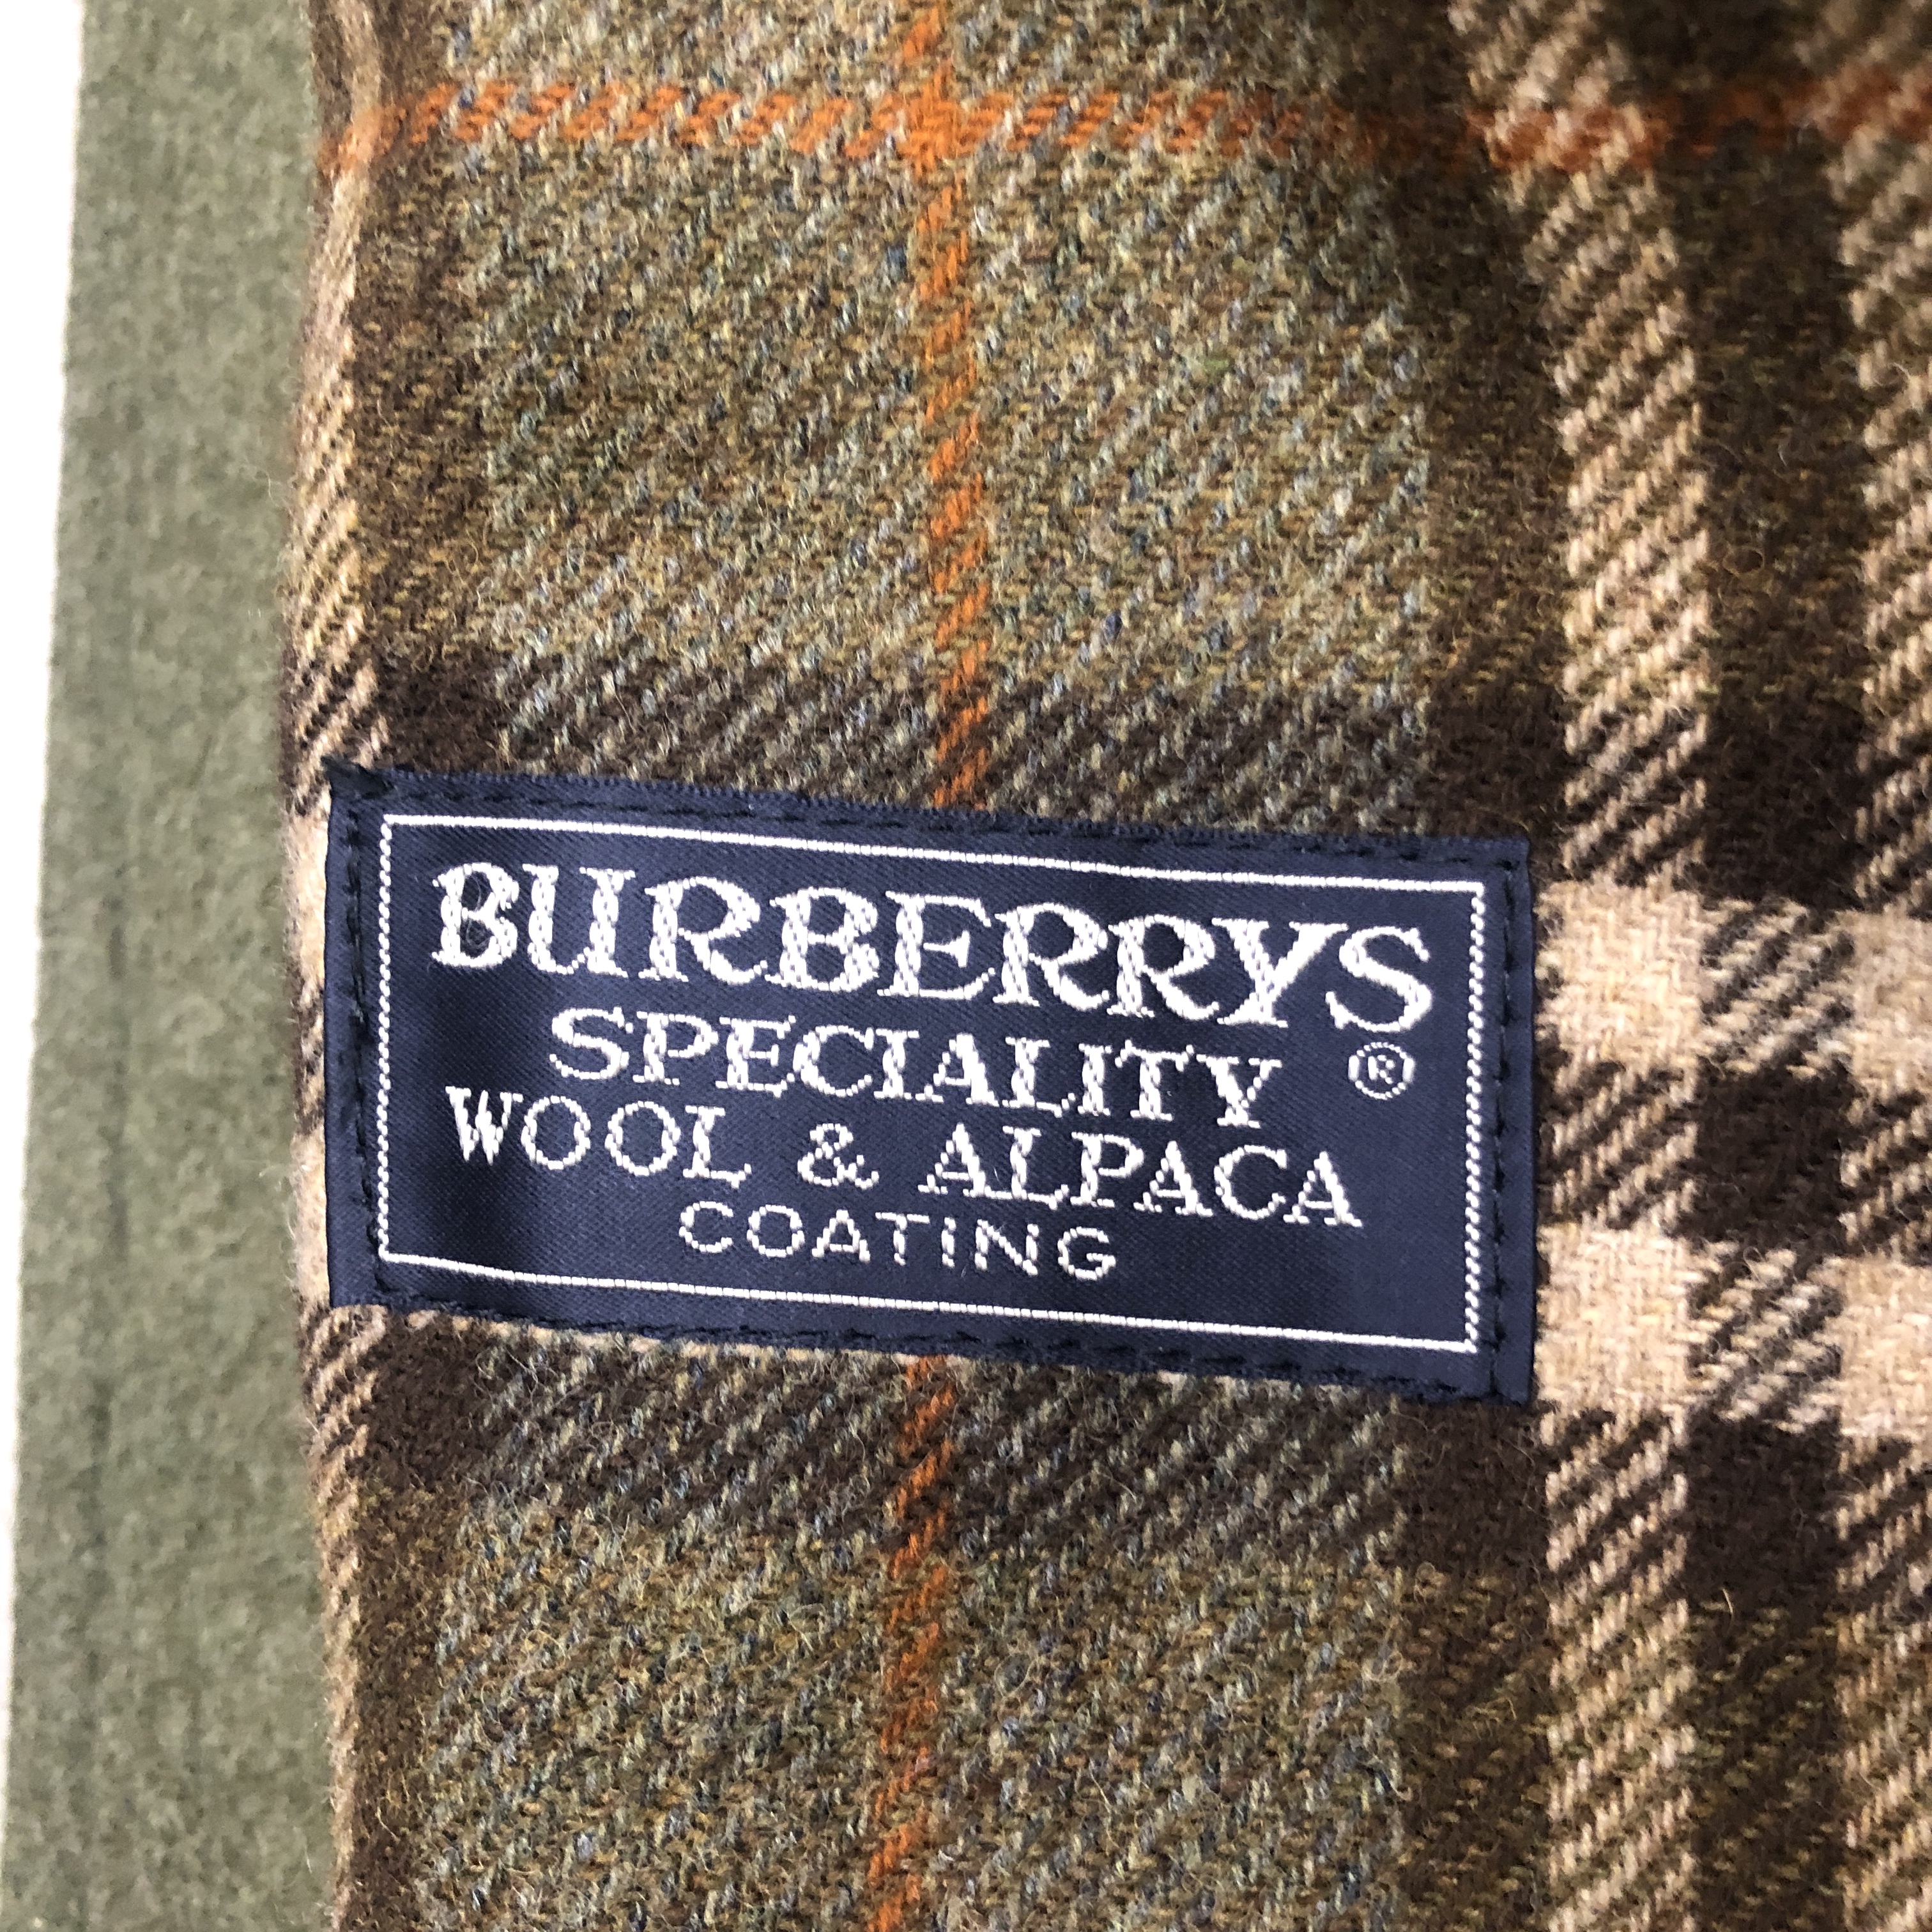 BURBERRYS
SPECIALITY ®
WOOL & ALPACA
COATING